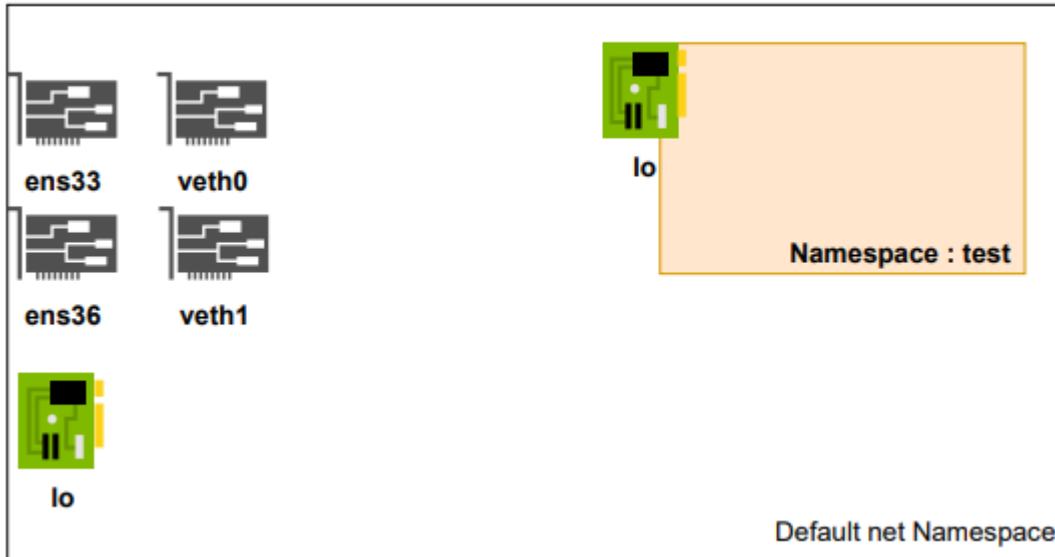 ens33
veth0
lo
Namespace : test
ens36
veth1
lo
Default net Namespace